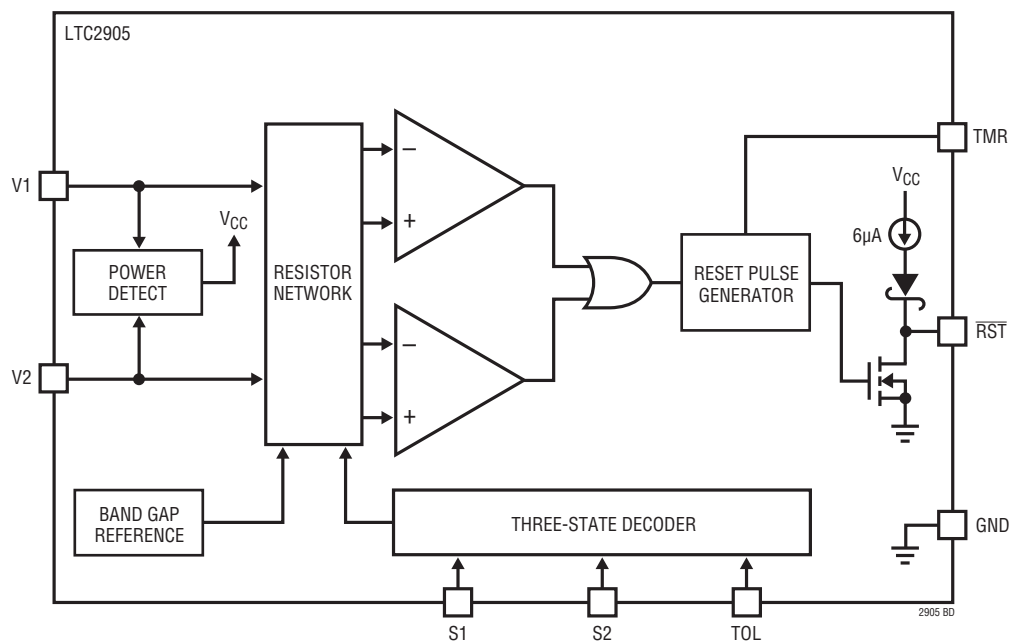 LTC2905
TMR
V1
VCC
VCC
6µA
POWER
DETECT
RESISTOR
NETWORK
−
+
RESET PULSE
GENERATOR
RST
V2
−
+
BAND GAP
REFERENCE
THREE-STATE DECODER
GND
S1
S2
TOL
2905 BD